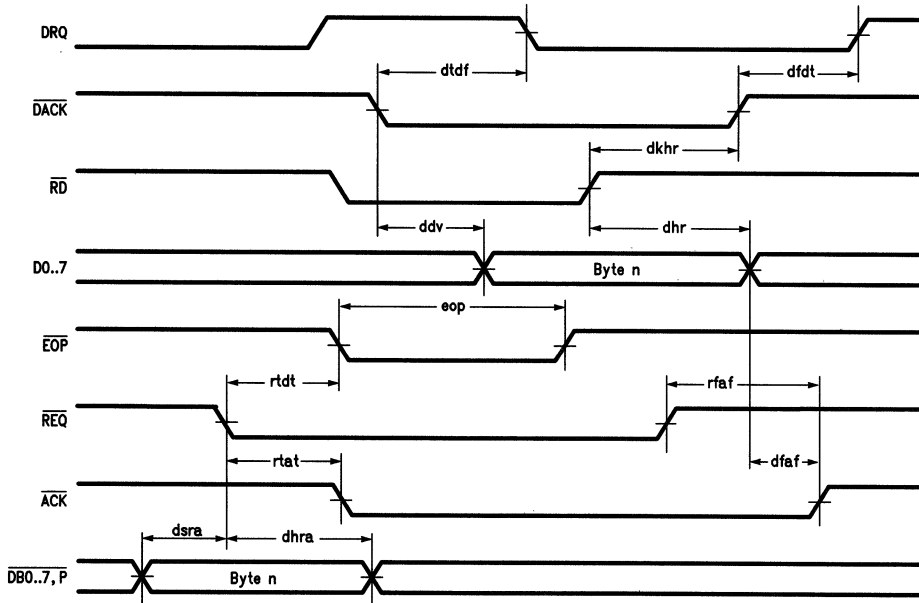 DRQ
dtdf
dfdt
DACK
dkhr
RD
ddv
dhr
D0..7
Byte n
eop
EOP
rtdt
rfaf
REQ
rtat
dfaf
ACK
dsra
dhra
DB0..7, P
Byte n